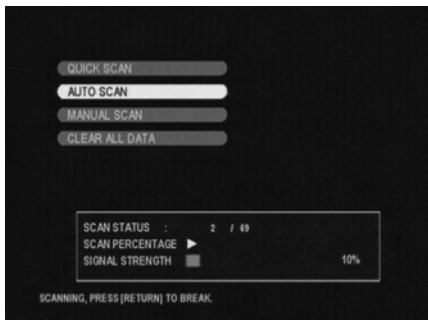 QUICK SCAN
AUTO SCAN
MANUAL SCAN
CLEAR ALL DATA
SCAN STATUS : 2 / 69
SCAN PERCENTAGE
SIGNAL STRENGTH 10%
SCANNING, PRESS [RETURN] TO BREAK.